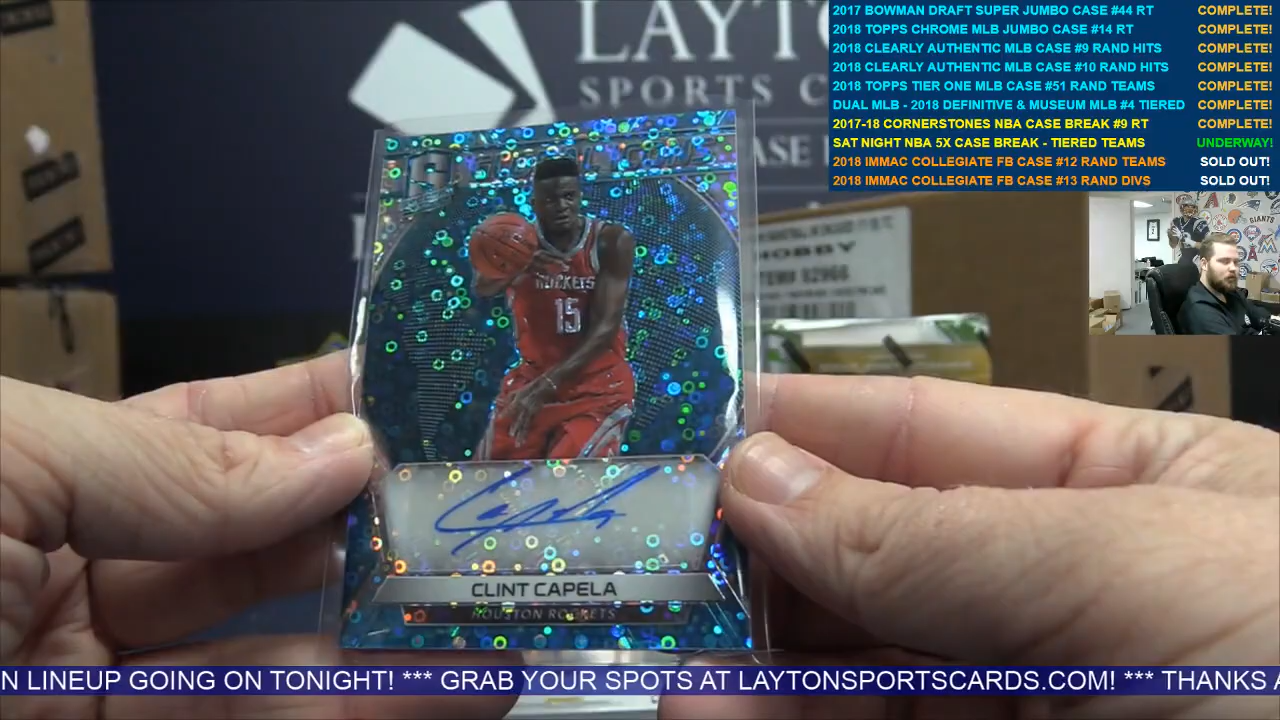 2017 BOWMAN DRAFT SUPER JUMBO CASE #44 RT COMPLETE!
2018 TOPPS CHROME MLB JUMBO CASE #14 RT COMPLETE!
2018 CLEARLY AUTHENTIC MLB CASE #9 RAND HITS COMPLETE!
2018 CLEARLY AUTHENTIC MLB CASE #10 RAND HITS COMPLETE!
2018 TOPPS TIER ONE MLB CASE #51 RAND TEAMS COMPLETE!
DUAL MLB - 2018 DEFINITIVE & MUSEUM MLB #4 TIERED COMPLETE!
2017-18 CORNERSTONES NBA CASE BREAK #9 RT COMPLETE!
SAT NIGHT NBA 5X CASE BREAK - TIERED TEAMS UNDERWAY!
2018 IMMAC COLLEGIATE FB CASE #12 RAND TEAMS SOLD OUT!
2018 IMMAC COLLEGIATE FB CASE #13 RAND DIVS SOLD OUT!
LAYTO
SPORTS CA
HOBBY
ROCKETS
15
CLINT CAPELA
HOUSTON ROCKETS
N LINEUP GOING ON TONIGHT! *** GRAB YOUR SPOTS AT LAYTONSPORTSCARDS.COM! *** THANKS A